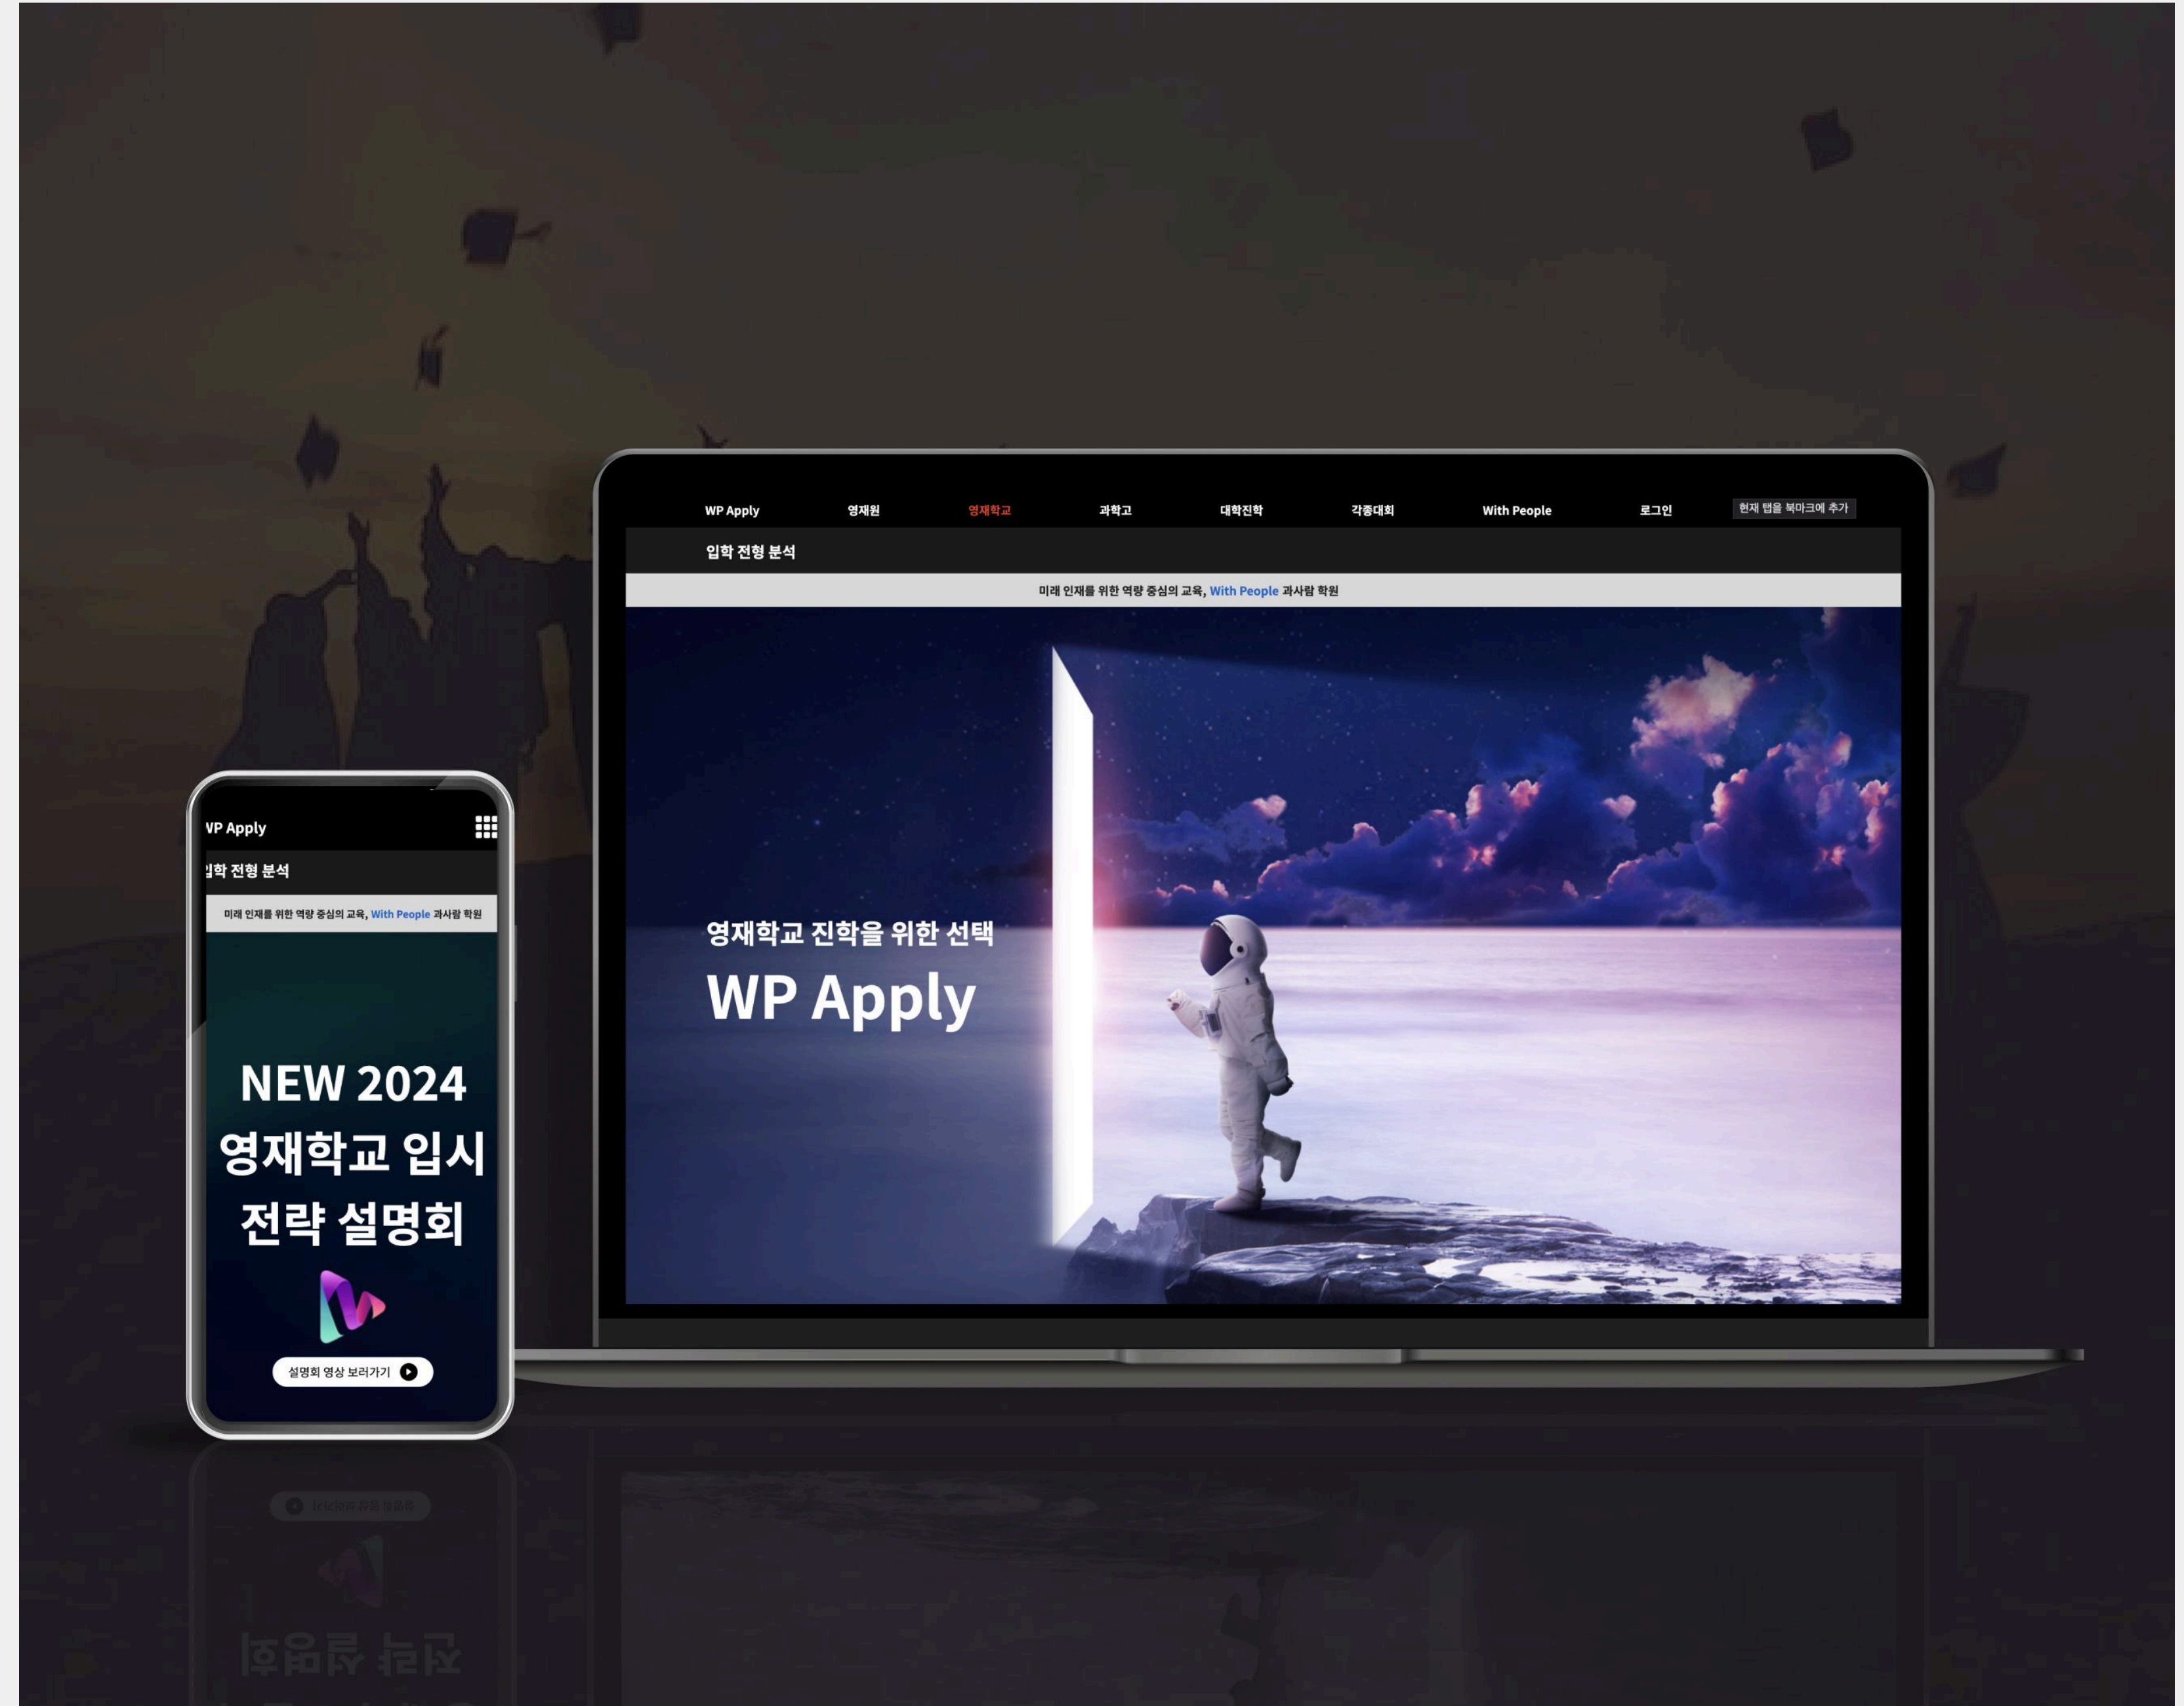 WP Apply 영재원 영재학교 과학고 대학진학 각종대회 With People 로그인 현재 탭을 북마크에 추가
입학 전형 분석
미래 인재를 위한 역량 중심의 교육, With People 과사람 학원
영재학교 진학을 위한 선택
WP Apply
WP Apply
입학 전형 분석
미래 인재를 위한 역량 중심의 교육, With People 과사람 학원
NEW 2024
영재학교 입시
전략 설명회
설명회 영상 보러가기